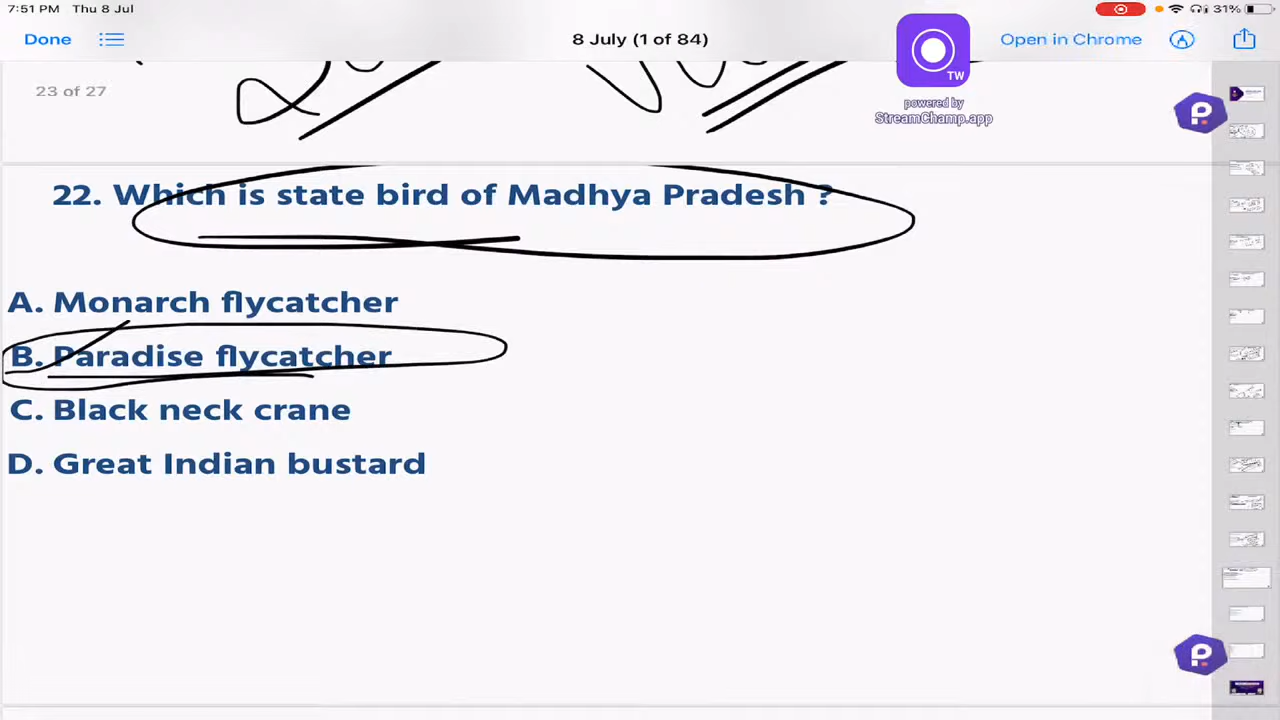 7:51 PM Thu 8 Jul
31%
Done
8 July (1 of 84)
Open in Chrome
TW
powered by
StreamChamp.app
23 of 27
22. Which is state bird of Madhya Pradesh ?
A. Monarch flycatcher
B. Paradise flycatcher
C. Black neck crane
D. Great Indian bustard